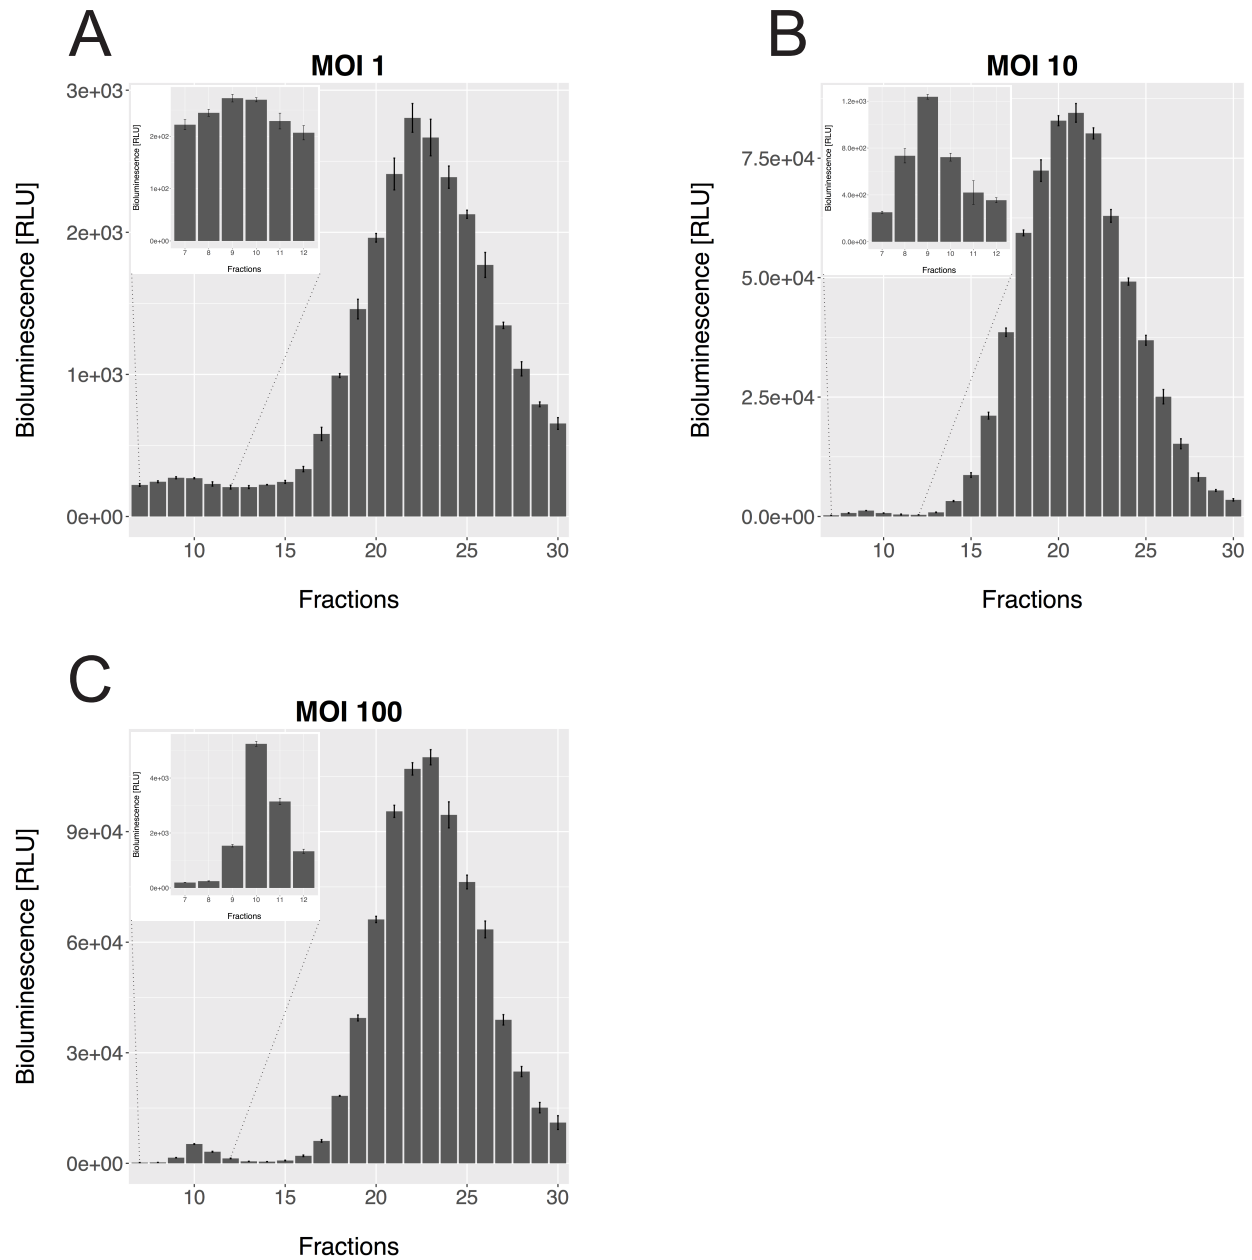 A
MOI 1
Bioluminescence [RLU]
3e+03
2e+03
1e+03
0e+00
10 15 20 25 30
Fractions
Bioluminescence [RLU]
2e+02
1e+02
0e+00
7 8 9 10 11 12
Fractions
B
MOI 10
Bioluminescence [RLU]
7.5e+04
5.0e+04
2.5e+04
0.0e+00
10 15 20 25 30
Fractions
Bioluminescence [RLU]
1.2e+03
8.0e+02
4.0e+02
0.0e+00
7 8 9 10 11 12
Fractions
C
MOI 100
Bioluminescence [RLU]
9e+04
6e+04
3e+04
0e+00
10 15 20 25 30
Fractions
Bioluminescence [RLU]
4e+03
2e+03
0e+00
7 8 9 10 11 12
Fractions